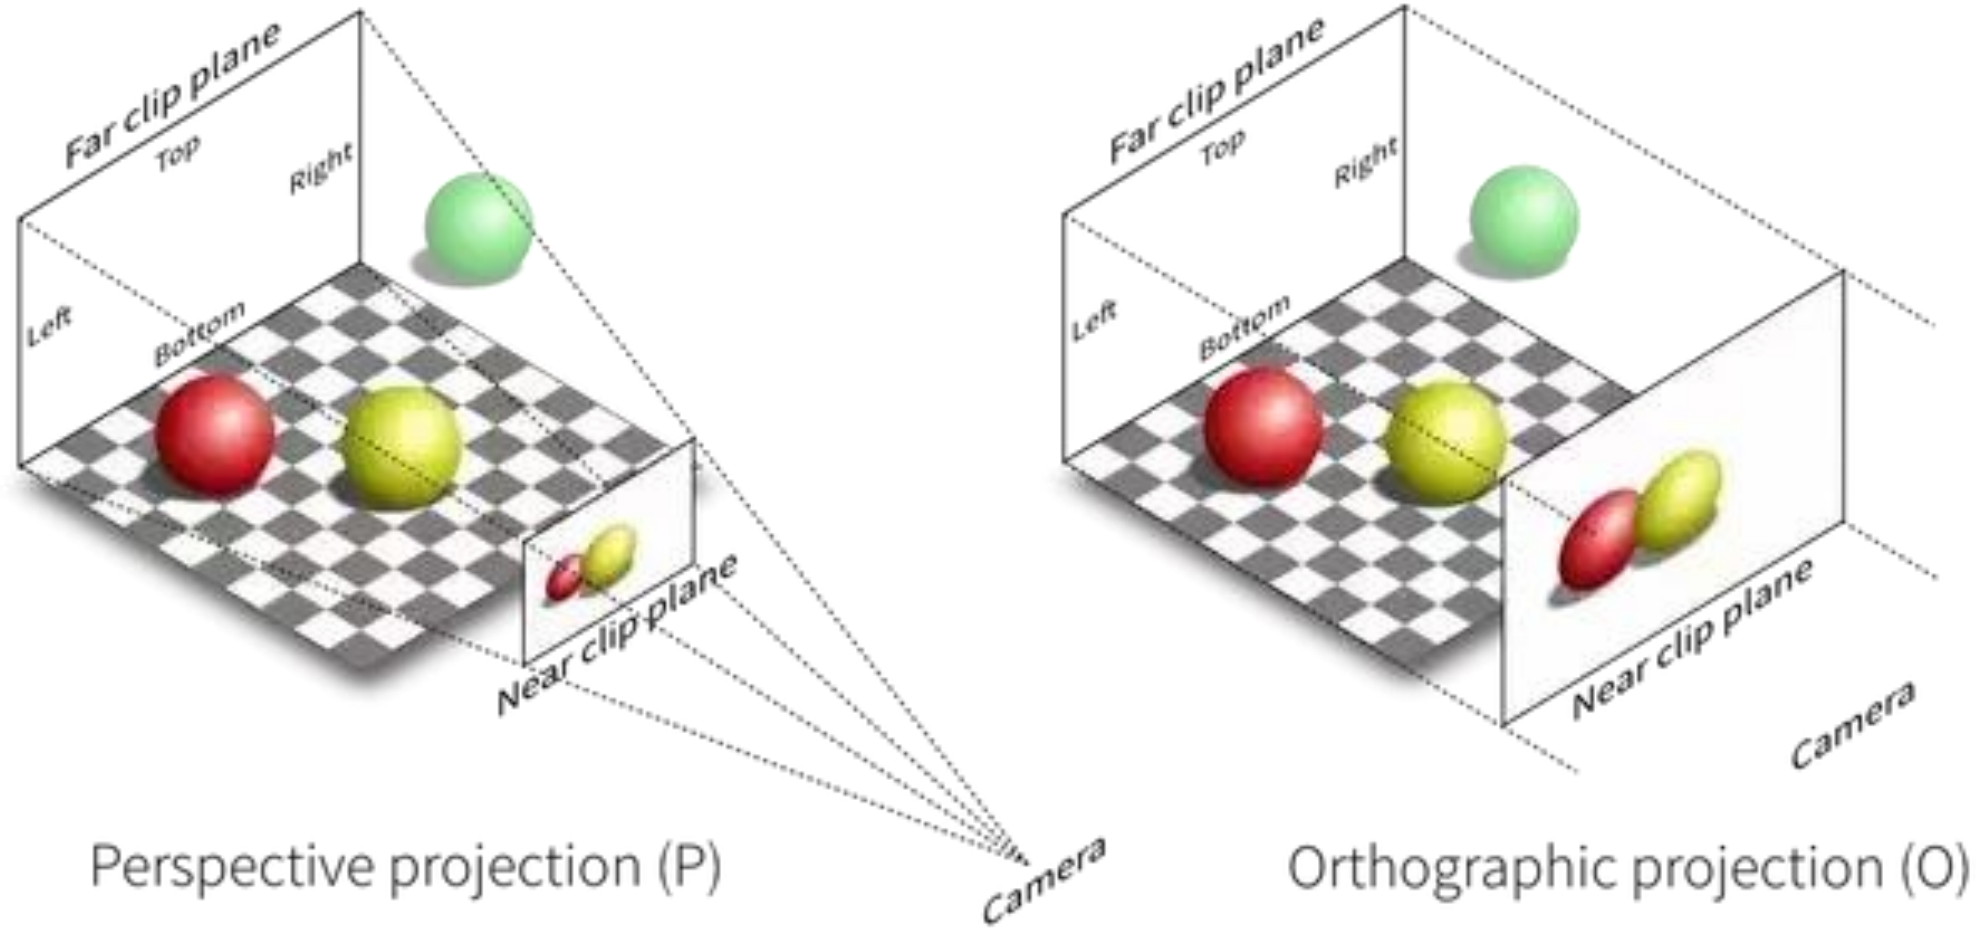 Far clip plane
Top
Right
Left
Bottom
Near clip plane
Camera
Perspective projection (P)
Far clip plane
Top
Right
Left
Bottom
Near clip plane
Camera
Orthographic projection (O)